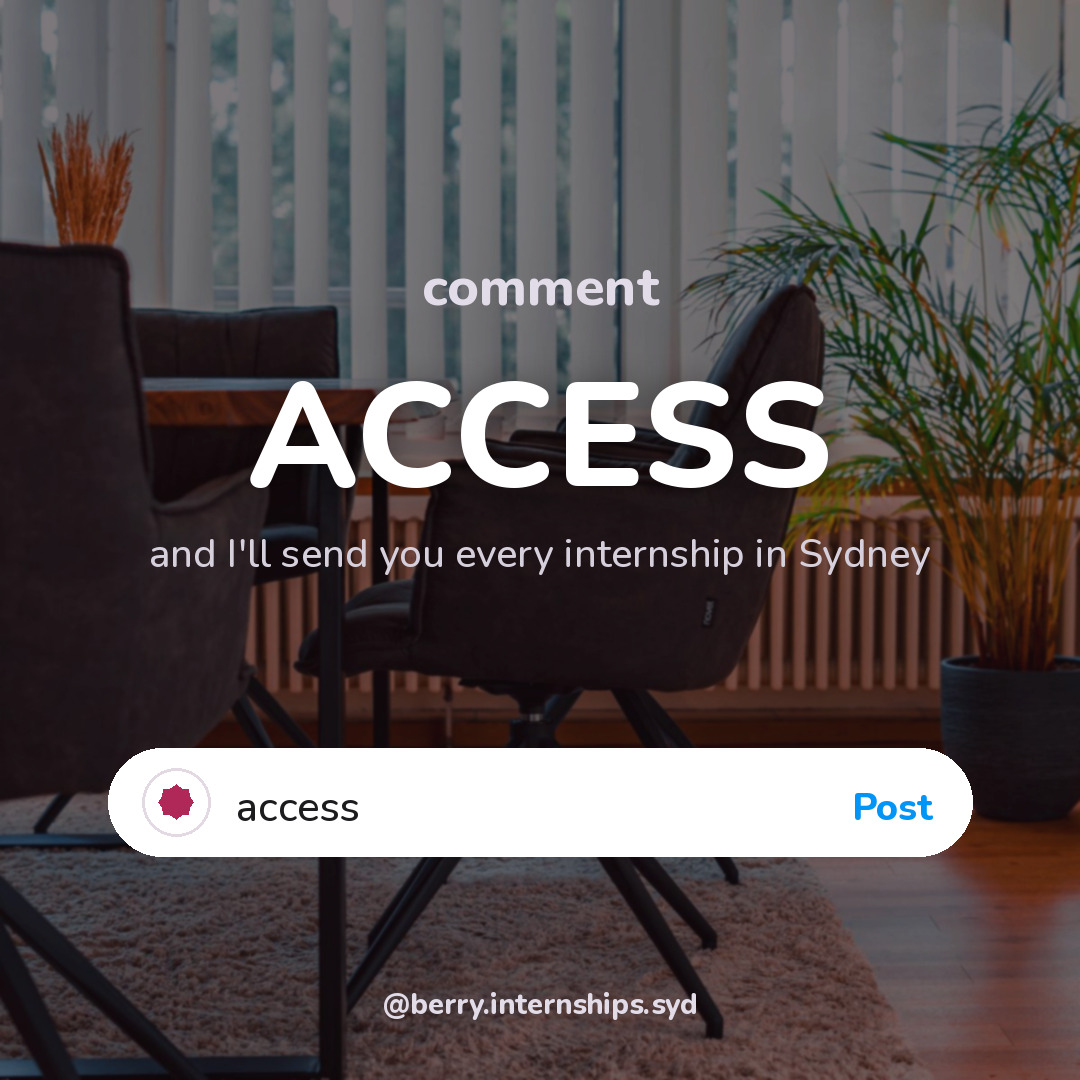 comment
ACCESS
and I'll send you every internship in Sydney
access
Post
@berry.internships.syd